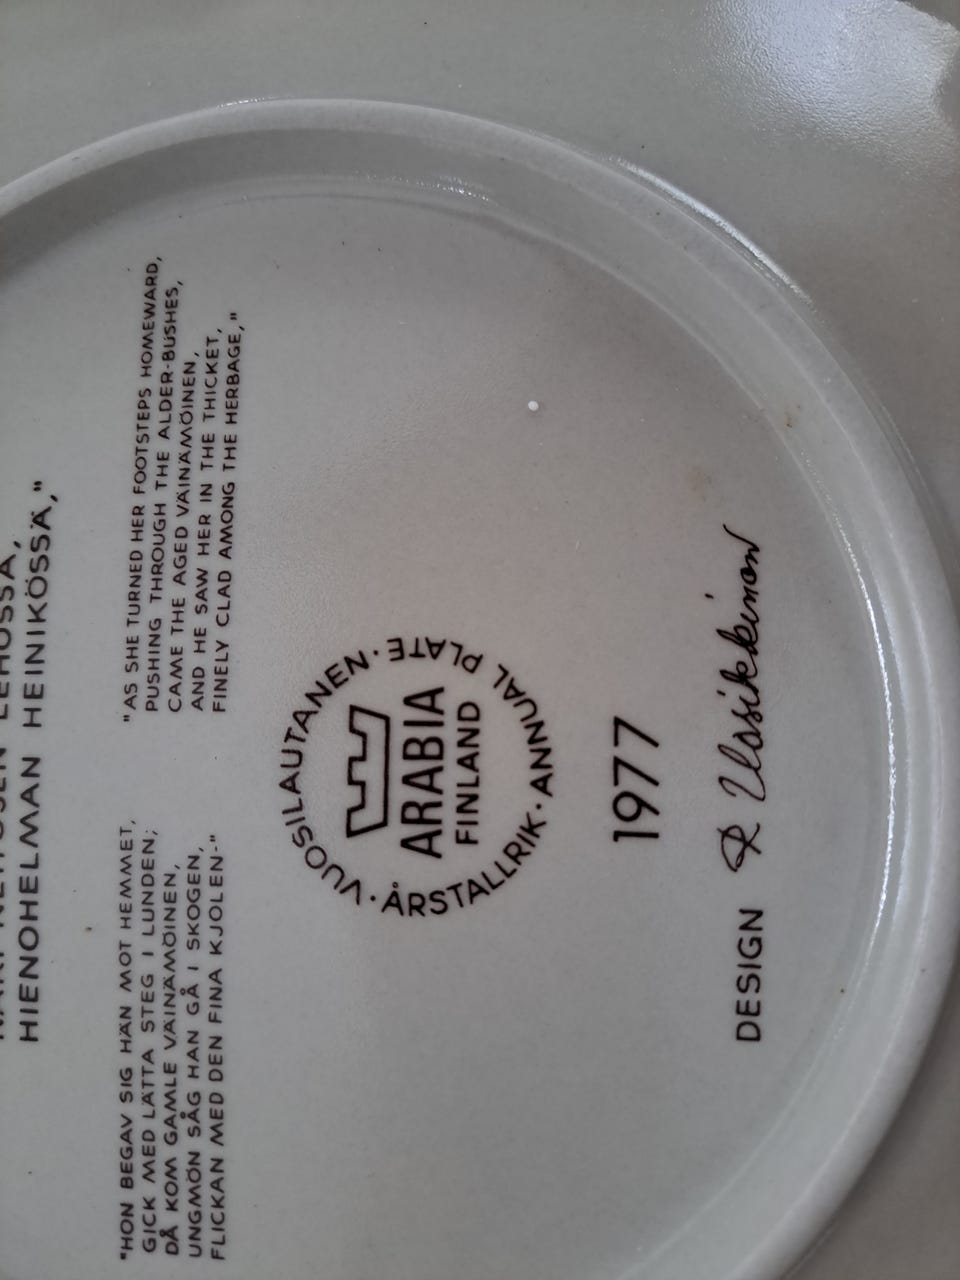 HIENOHELMAN HEINIKÖSSÄ,"
"HON BEGAV SIG HÄN MOT HEMMET,
GICK MED LÄTTA STEG I LUNDEN;
DÅ KOM GAMLE VÄINÄMÖINEN,
UNGMÖN SÅG HAN GÅ I SKOGEN,
FLICKAN MED DEN FINA KJOLEN-"
"AS SHE TURNED HER FOOTSTEPS HOMEWARD,
PUSHING THROUGH THE ALDER-BUSHES,
CAME THE AGED VÄINÄMÖINEN,
AND HE SAW HER IN THE THICKET,
FINELY CLAD AMONG THE HERBAGE,"
VUOSILAUTANEN · ANNUAL PLATE · ÅRSTALLRIK ·
ARABIA
FINLAND
1977
DESIGN R Uosikkinen